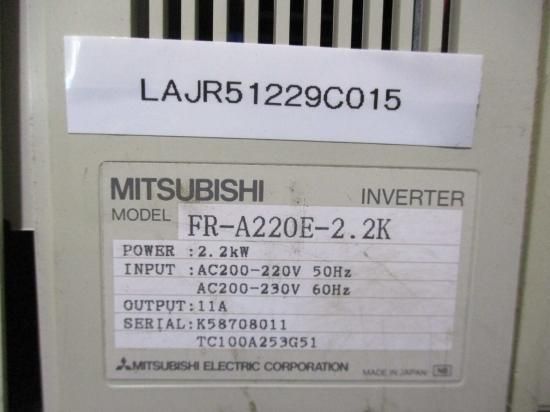 LAJR51229C015
MITSUBISHI INVERTER
MODEL FR-A220E-2.2K
POWER :2.2kW
INPUT :AC200-220V 50Hz
AC200-230V 60Hz
OUTPUT:11A
SERIAL:K58708011
TC100A253G51
MITSUBISHI ELECTRIC CORPORATION MADE IN JAPAN NB